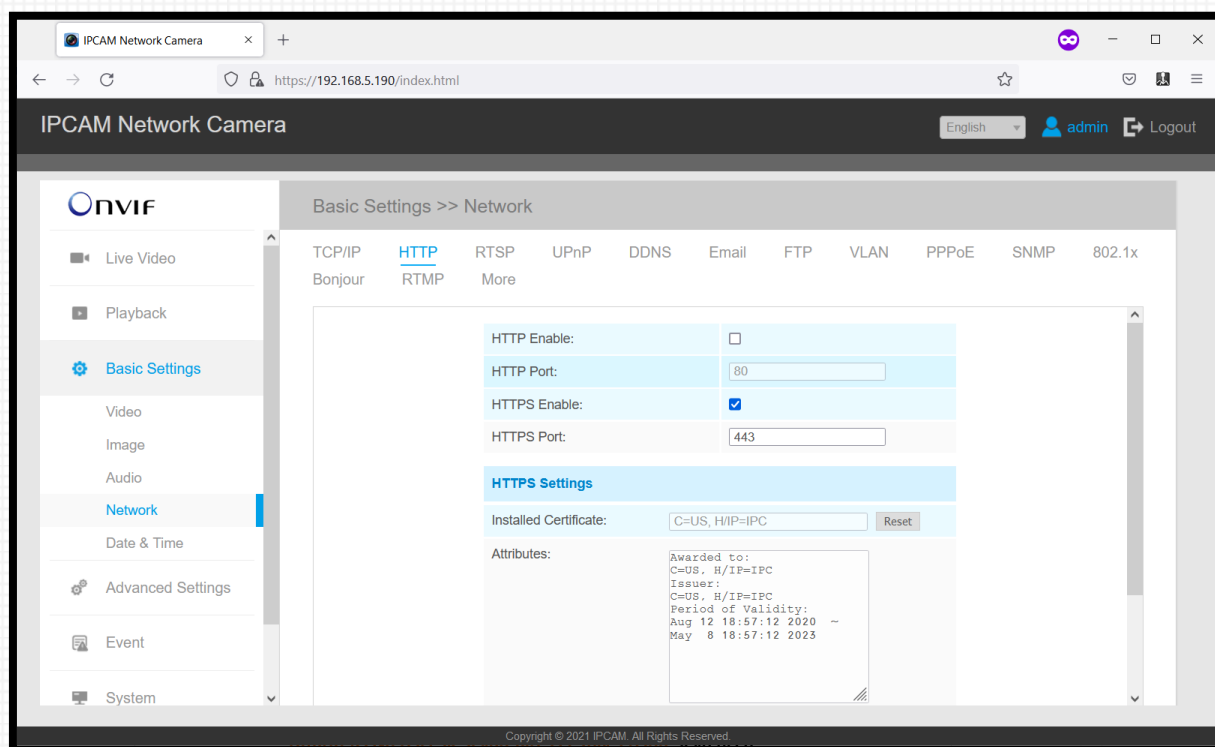 IPCAM Network Camera
https://192.168.5.190/index.html
IPCAM Network Camera
English
admin
Logout
ONVIF
Basic Settings >> Network
Live Video
Playback
Basic Settings
Video
Image
Audio
Network
Date & Time
Advanced Settings
Event
System
TCP/IP HTTP RTSP UPnP DDNS Email FTP VLAN PPPoE SNMP 802.1x
Bonjour RTMP More
HTTP Enable:
HTTP Port: 80
HTTPS Enable:
HTTPS Port: 443
HTTPS Settings
Installed Certificate: C=US, H/IP=IPC Reset
Attributes:
Awarded to:
C=US, H/IP=IPC
Issuer:
C=US, H/IP=IPC
Period of Validity:
Aug 12 18:57:12 2020 ~
May 8 18:57:12 2023
Copyright © 2021 IPCAM. All Rights Reserved.